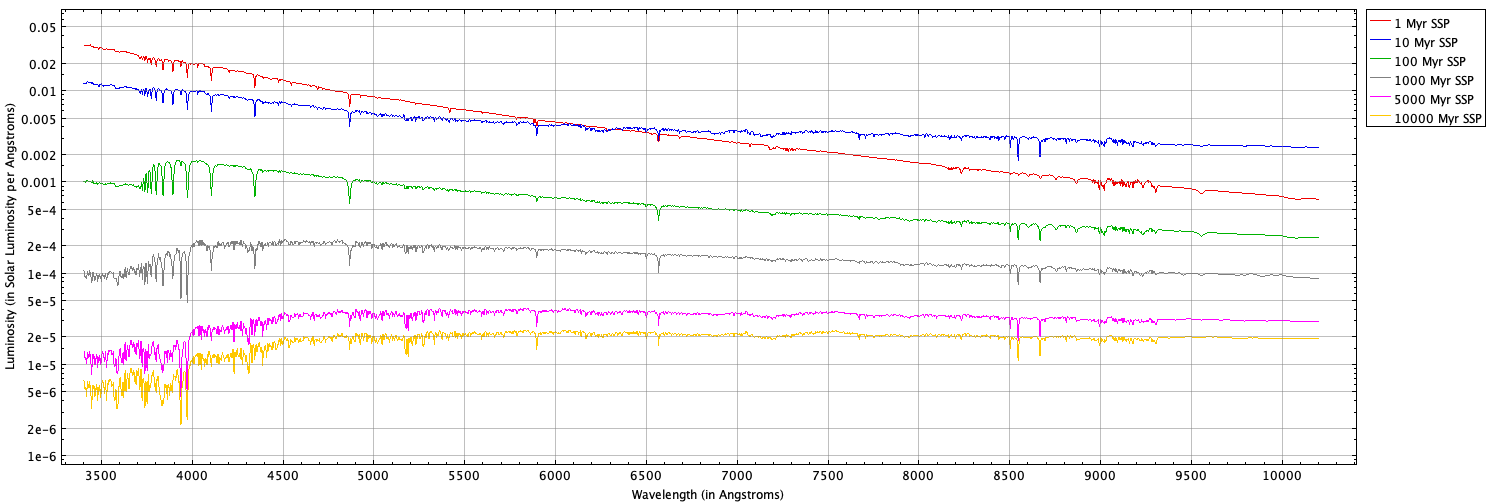 0.05
0.02
0.01
0.005
0.002
0.001
5e-4
2e-4
1e-4
5e-5
2e-5
1e-5
5e-6
2e-6
1e-6
Luminosity (in Solar Luminosity per Angstroms)
3500 4000 4500 5000 5500 6000 6500 7000 7500 8000 8500 9000 9500 10000
Wavelength (in Angstroms)
1 Myr SSP
10 Myr SSP
100 Myr SSP
1000 Myr SSP
5000 Myr SSP
10000 Myr SSP